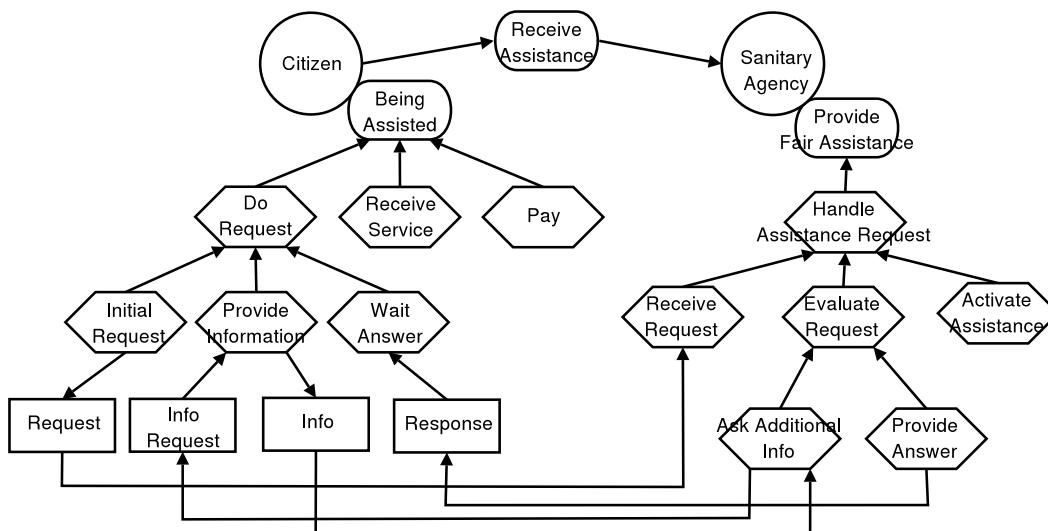 Citizen
Receive
Assistance
Sanitary
Agency
Being
Assisted
Provide
Fair Assistance
Do
Request
Receive
Service
Pay
Handle
Assistance Request
Initial
Request
Provide
Information
Wait
Answer
Receive
Request
Evaluate
Request
Activate
Assistance
Request
Info
Request
Info
Response
Ask Additional
Info
Provide
Answer